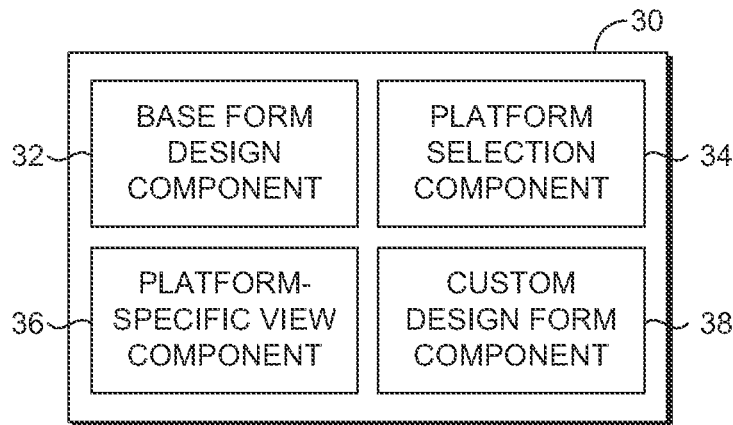 30
BASE FORM
DESIGN
COMPONENT
32
PLATFORM
SELECTION
COMPONENT
34
PLATFORM-
SPECIFIC VIEW
COMPONENT
36
CUSTOM
DESIGN FORM
COMPONENT
38